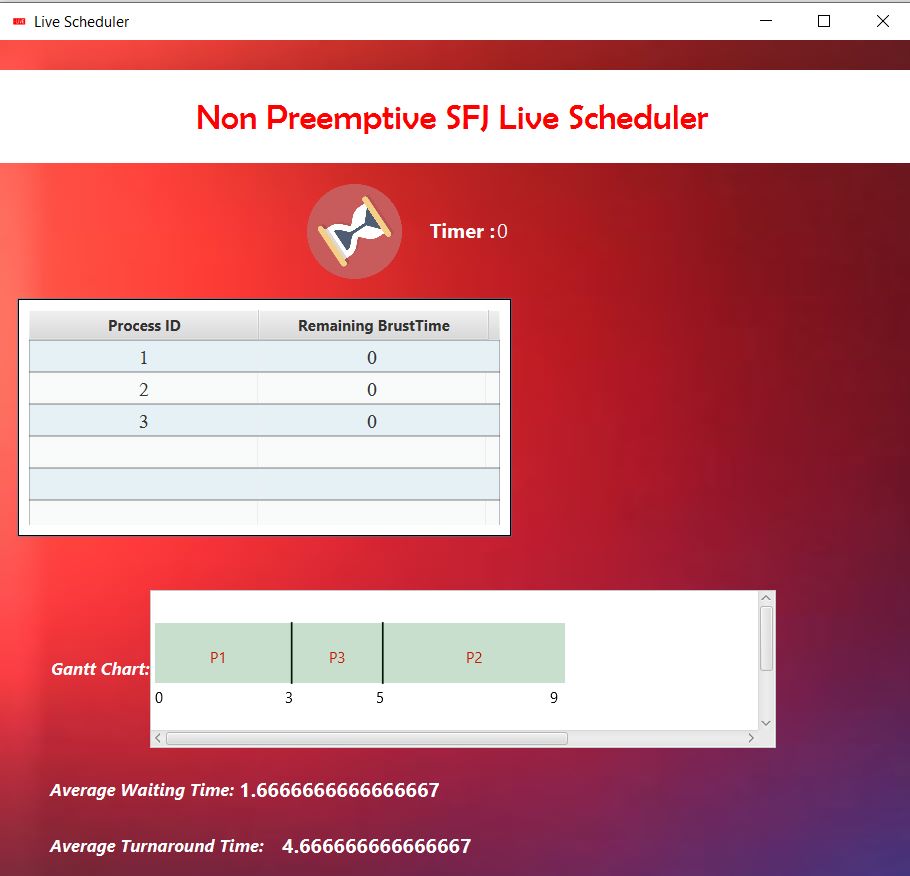 Live Scheduler
Non Preemptive SFJ Live Scheduler
Timer :0
Process ID Remaining BrustTime
1 0
2 0
3 0
Gantt Chart:
P1 P3 P2
0 3 5 9
Average Waiting Time: 1.6666666666666667
Average Turnaround Time: 4.666666666666667